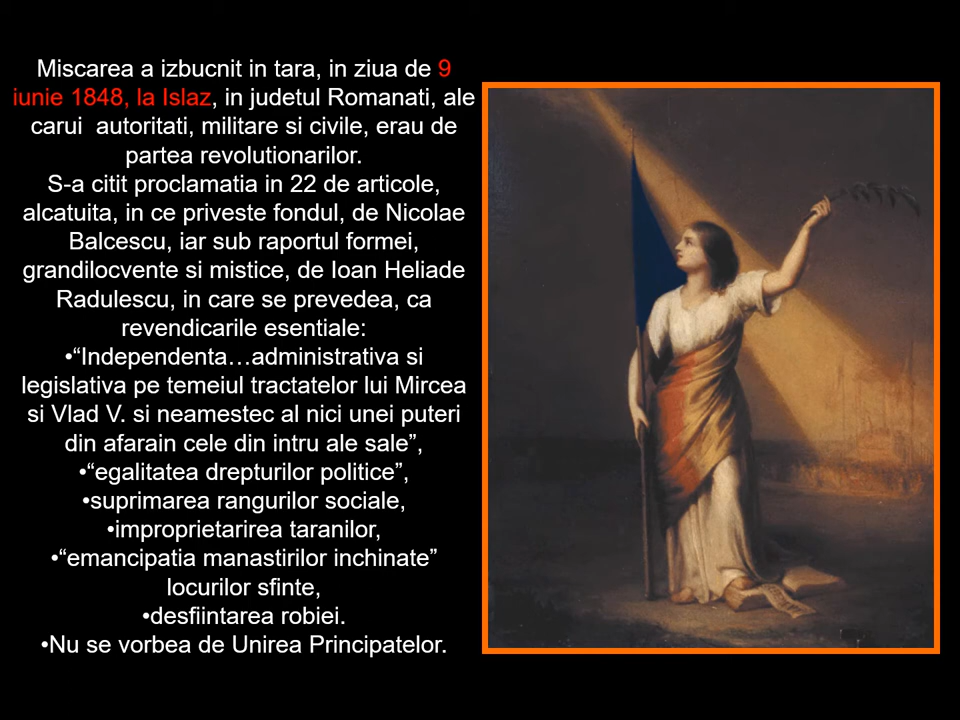 Miscarea a izbucnit in tara, in ziua de 9
iunie 1848, la Islaz, in judetul Romanati, ale
carui  autoritati, militare si civile, erau de
partea revolutionarilor.
S-a citit proclamatia in 22 de articole,
alcatuita, in ce priveste fondul, de Nicolae
Balcescu, iar sub raportul formei,
grandilocvente si mistice, de Ioan Heliade
Radulescu, in care se prevedea, ca
revendicarile esentiale:
•“Independenta…administrativa si
legislativa pe temeiul tractatelor lui Mircea
si Vlad V. si neamestec al nici unei puteri
din afarain cele din intru ale sale”,
•“egalitatea drepturilor politice”,
•suprimarea rangurilor sociale,
•improprietarirea taranilor,
•“emancipatia manastirilor inchinate”
locurilor sfinte,
•desfiintarea robiei.
•Nu se vorbea de Unirea Principatelor.